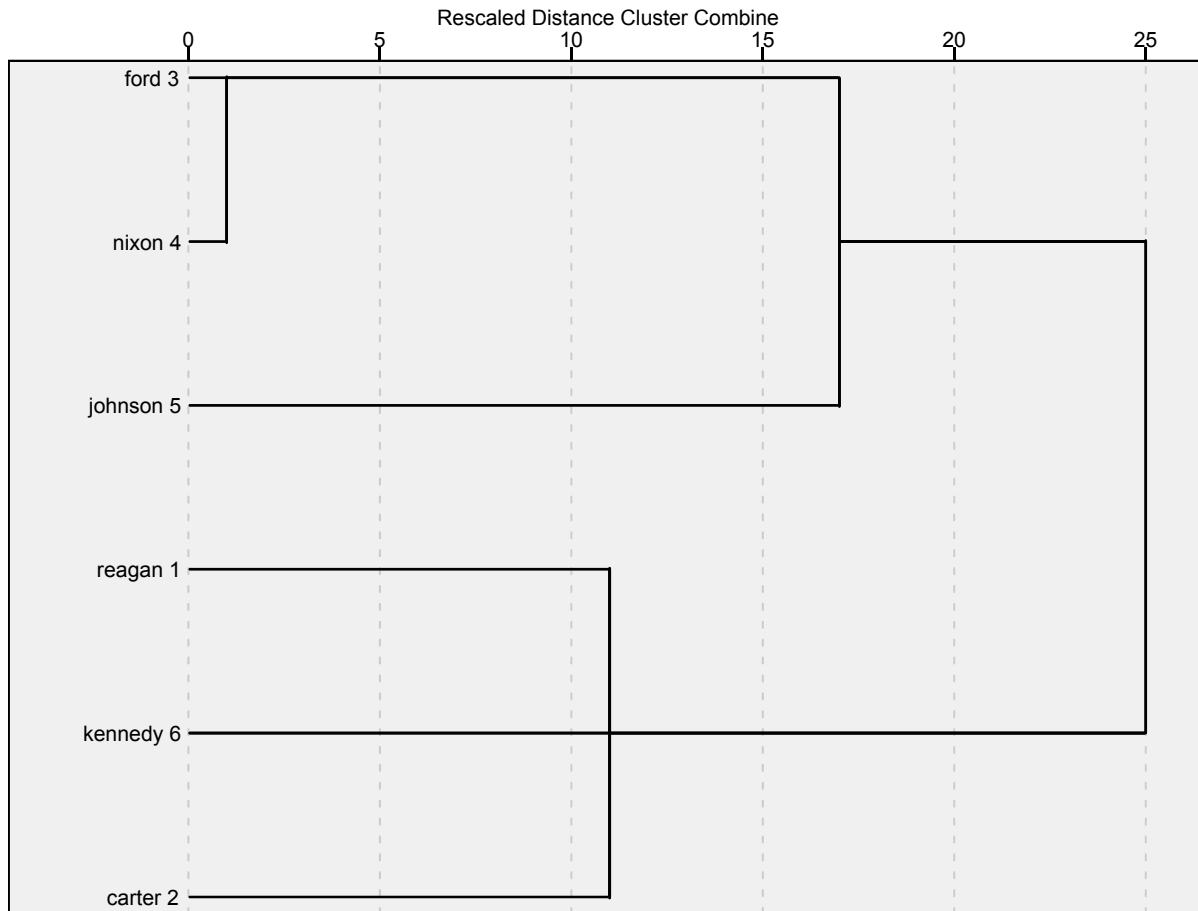 Rescaled Distance Cluster Combine
0 5 10 15 20 25
ford 3
nixon 4
johnson 5
reagan 1
kennedy 6
carter 2